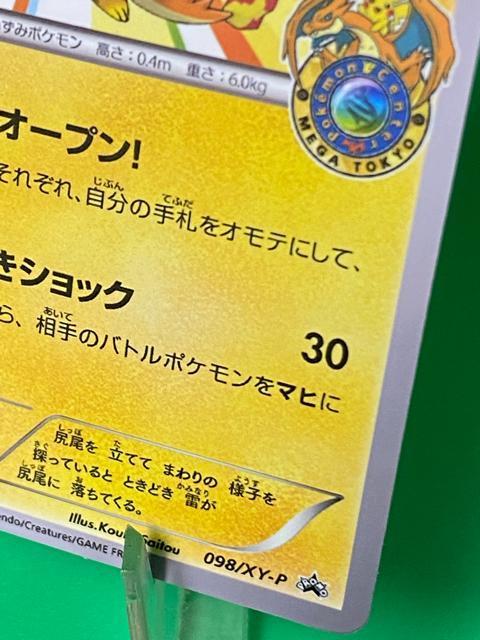 ずみポケモン 高さ：0.4m 重さ：6.0kg
Pokémon Center
MEGA TOKYO
オープン！
それぞれ、自分の手札をオモテにして、
きショック
30
ら、相手のバトルポケモンをマヒに
尻尾を 立てて まわりの 様子を
探っていると ときどき 雷が
尻尾に 落ちてくる。
Illus.Kouki Saitou
endo/Creatures/GAME FR
098/XY-P